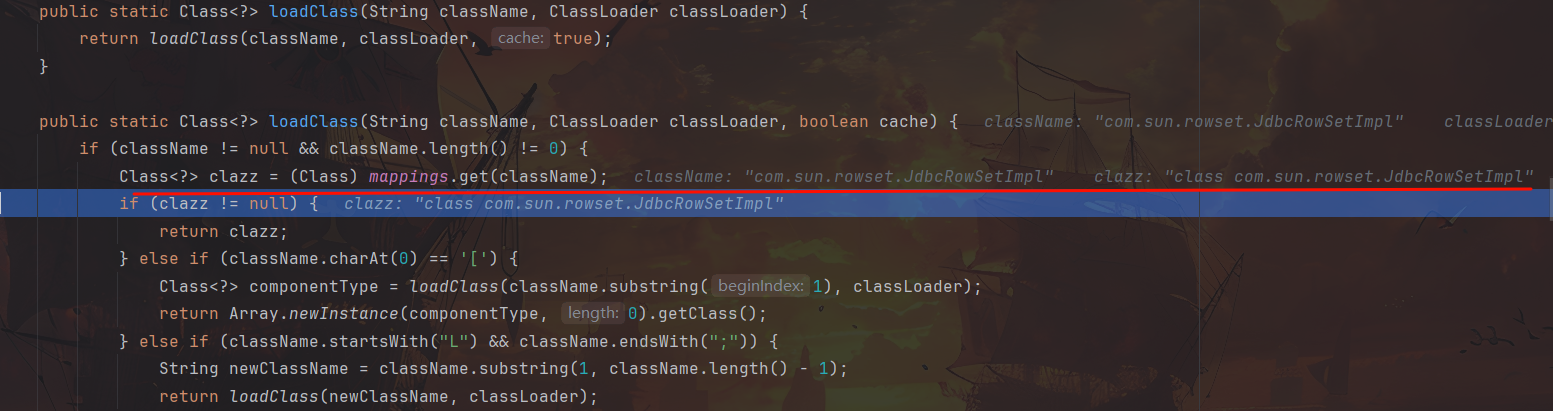 public static Class<?> loadClass(String className, ClassLoader classLoader) {
return loadClass(className, classLoader, cache: true);
}
public static Class<?> loadClass(String className, ClassLoader classLoader, boolean cache) { className: "com.sun.rowset.JdbcRowSetImpl" classLoader
if (className != null && className.length() != 0) {
Class<?> clazz = (Class) mappings.get(className); className: "com.sun.rowset.JdbcRowSetImpl" clazz: "class com.sun.rowset.JdbcRowSetImpl"
if (clazz != null) { clazz: "class com.sun.rowset.JdbcRowSetImpl"
return clazz;
} else if (className.charAt(0) == '[') {
Class<?> componentType = loadClass(className.substring( beginIndex: 1), classLoader);
return Array.newInstance(componentType, length: 0).getClass();
} else if (className.startsWith("L") && className.endsWith(";")) {
String newClassName = className.substring(1, className.length() - 1);
return loadClass(newClassName, classLoader);